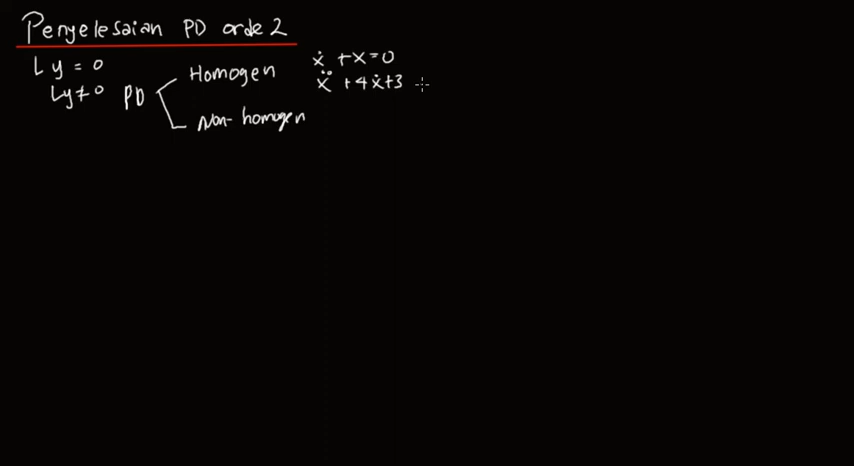 Penyelesaian PD orde 2
Ly = 0
Ly ≠ 0
PD
Homogen
Non-homogen
ẋ + x = 0
ẍ + 4ẋ + 3